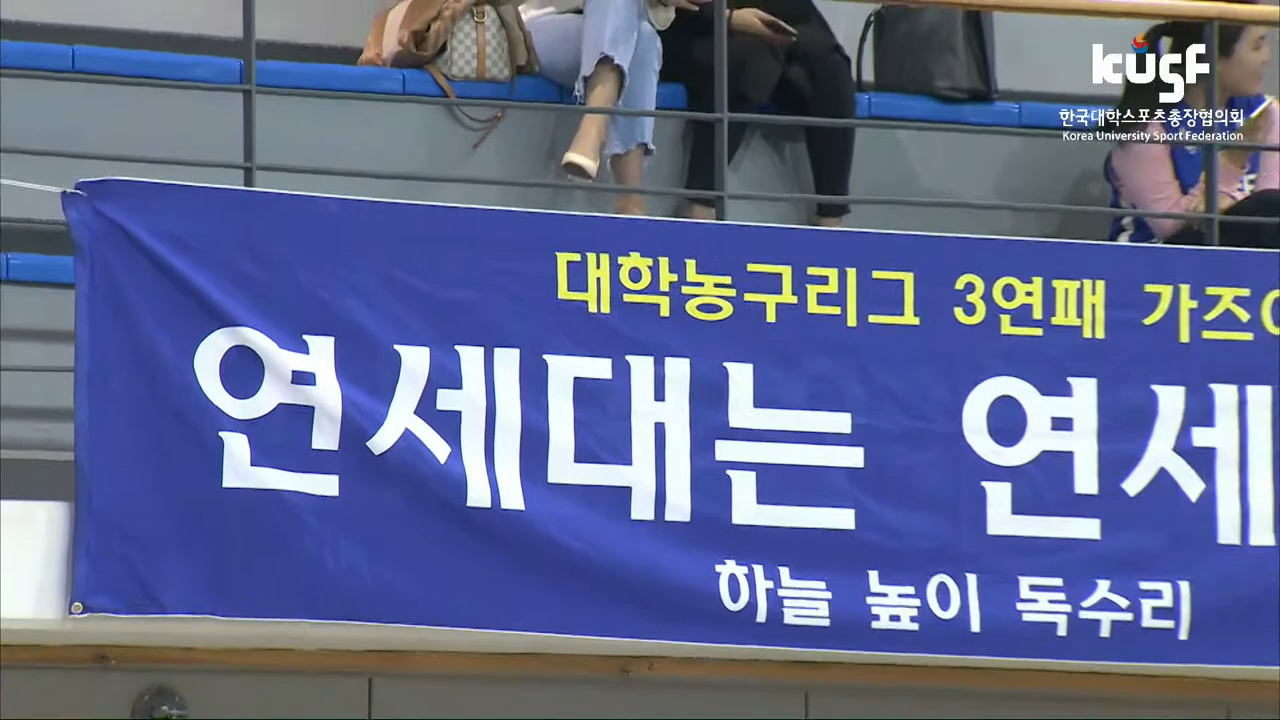 kusf
한국대학스포츠총장협의회
Korea University Sport Federation
대학농구리그 3연패 가즈
연세대는 연세
하늘 높이 독수리